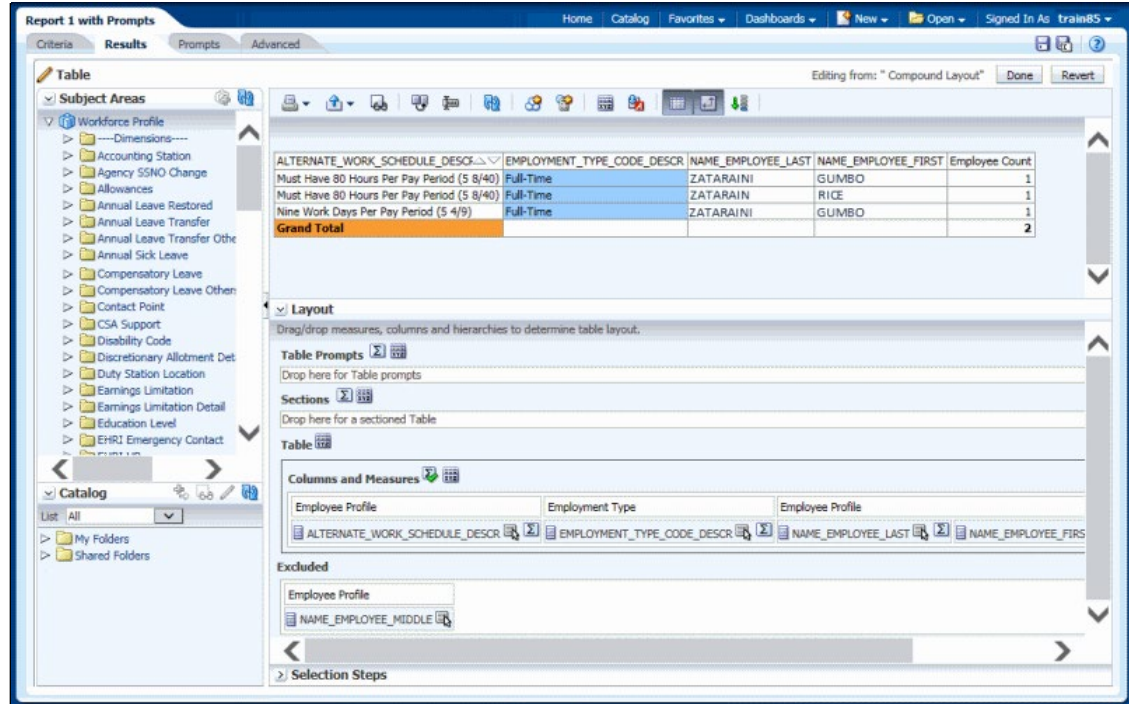 Report 1 with Prompts
Home Catalog Favorites Dashboards New Open Signed In As train85
Criteria Results Prompts Advanced
Table
Editing from: " Compound Layout" Done Revert
Subject Areas
Workforce Profile
----Dimensions----
Accounting Station
Agency SSNO Change
Allowances
Annual Leave Restored
Annual Leave Transfer
Annual Leave Transfer Othe
Annual Sick Leave
Compensatory Leave
Compensatory Leave Other
Contact Point
CSA Support
Disability Code
Discretionary Allotment Det
Duty Station Location
Earnings Limitation
Earnings Limitation Detail
Education Level
EHRI Emergency Contact
Catalog
List All
My Folders
Shared Folders
ALTERNATE_WORK_SCHEDULE_DESCR EMPLOYMENT_TYPE_CODE_DESCR NAME_EMPLOYEE_LAST NAME_EMPLOYEE_FIRST Employee Count
Must Have 80 Hours Per Pay Period (5 8/40) Full-Time ZATARAINI GUMBO 1
Must Have 80 Hours Per Pay Period (5 8/40) Full-Time ZATARAIN RICE 1
Nine Work Days Per Pay Period (5 4/9) Full-Time ZATARAINI GUMBO 1
Grand Total 2
Layout
Drag/drop measures, columns and hierarchies to determine table layout.
Table Prompts
Drop here for Table prompts
Sections
Drop here for a sectioned Table
Table
Columns and Measures
Employee Profile Employment Type Employee Profile
ALTERNATE_WORK_SCHEDULE_DESCR EMPLOYMENT_TYPE_CODE_DESCR NAME_EMPLOYEE_LAST NAME_EMPLOYEE_FIRS
Excluded
Employee Profile
NAME_EMPLOYEE_MIDDLE
Selection Steps